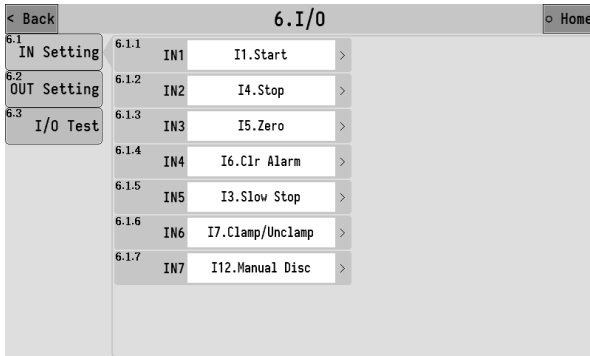 < Back
6.I/O
○ Home
6.1
IN Setting
6.2
OUT Setting
6.3
I/O Test
6.1.1
IN1 I1.Start >
6.1.2
IN2 I4.Stop >
6.1.3
IN3 I5.Zero >
6.1.4
IN4 I6.Clr Alarm >
6.1.5
IN5 I3.Slow Stop >
6.1.6
IN6 I7.Clamp/Unclamp >
6.1.7
IN7 I12.Manual Disc >